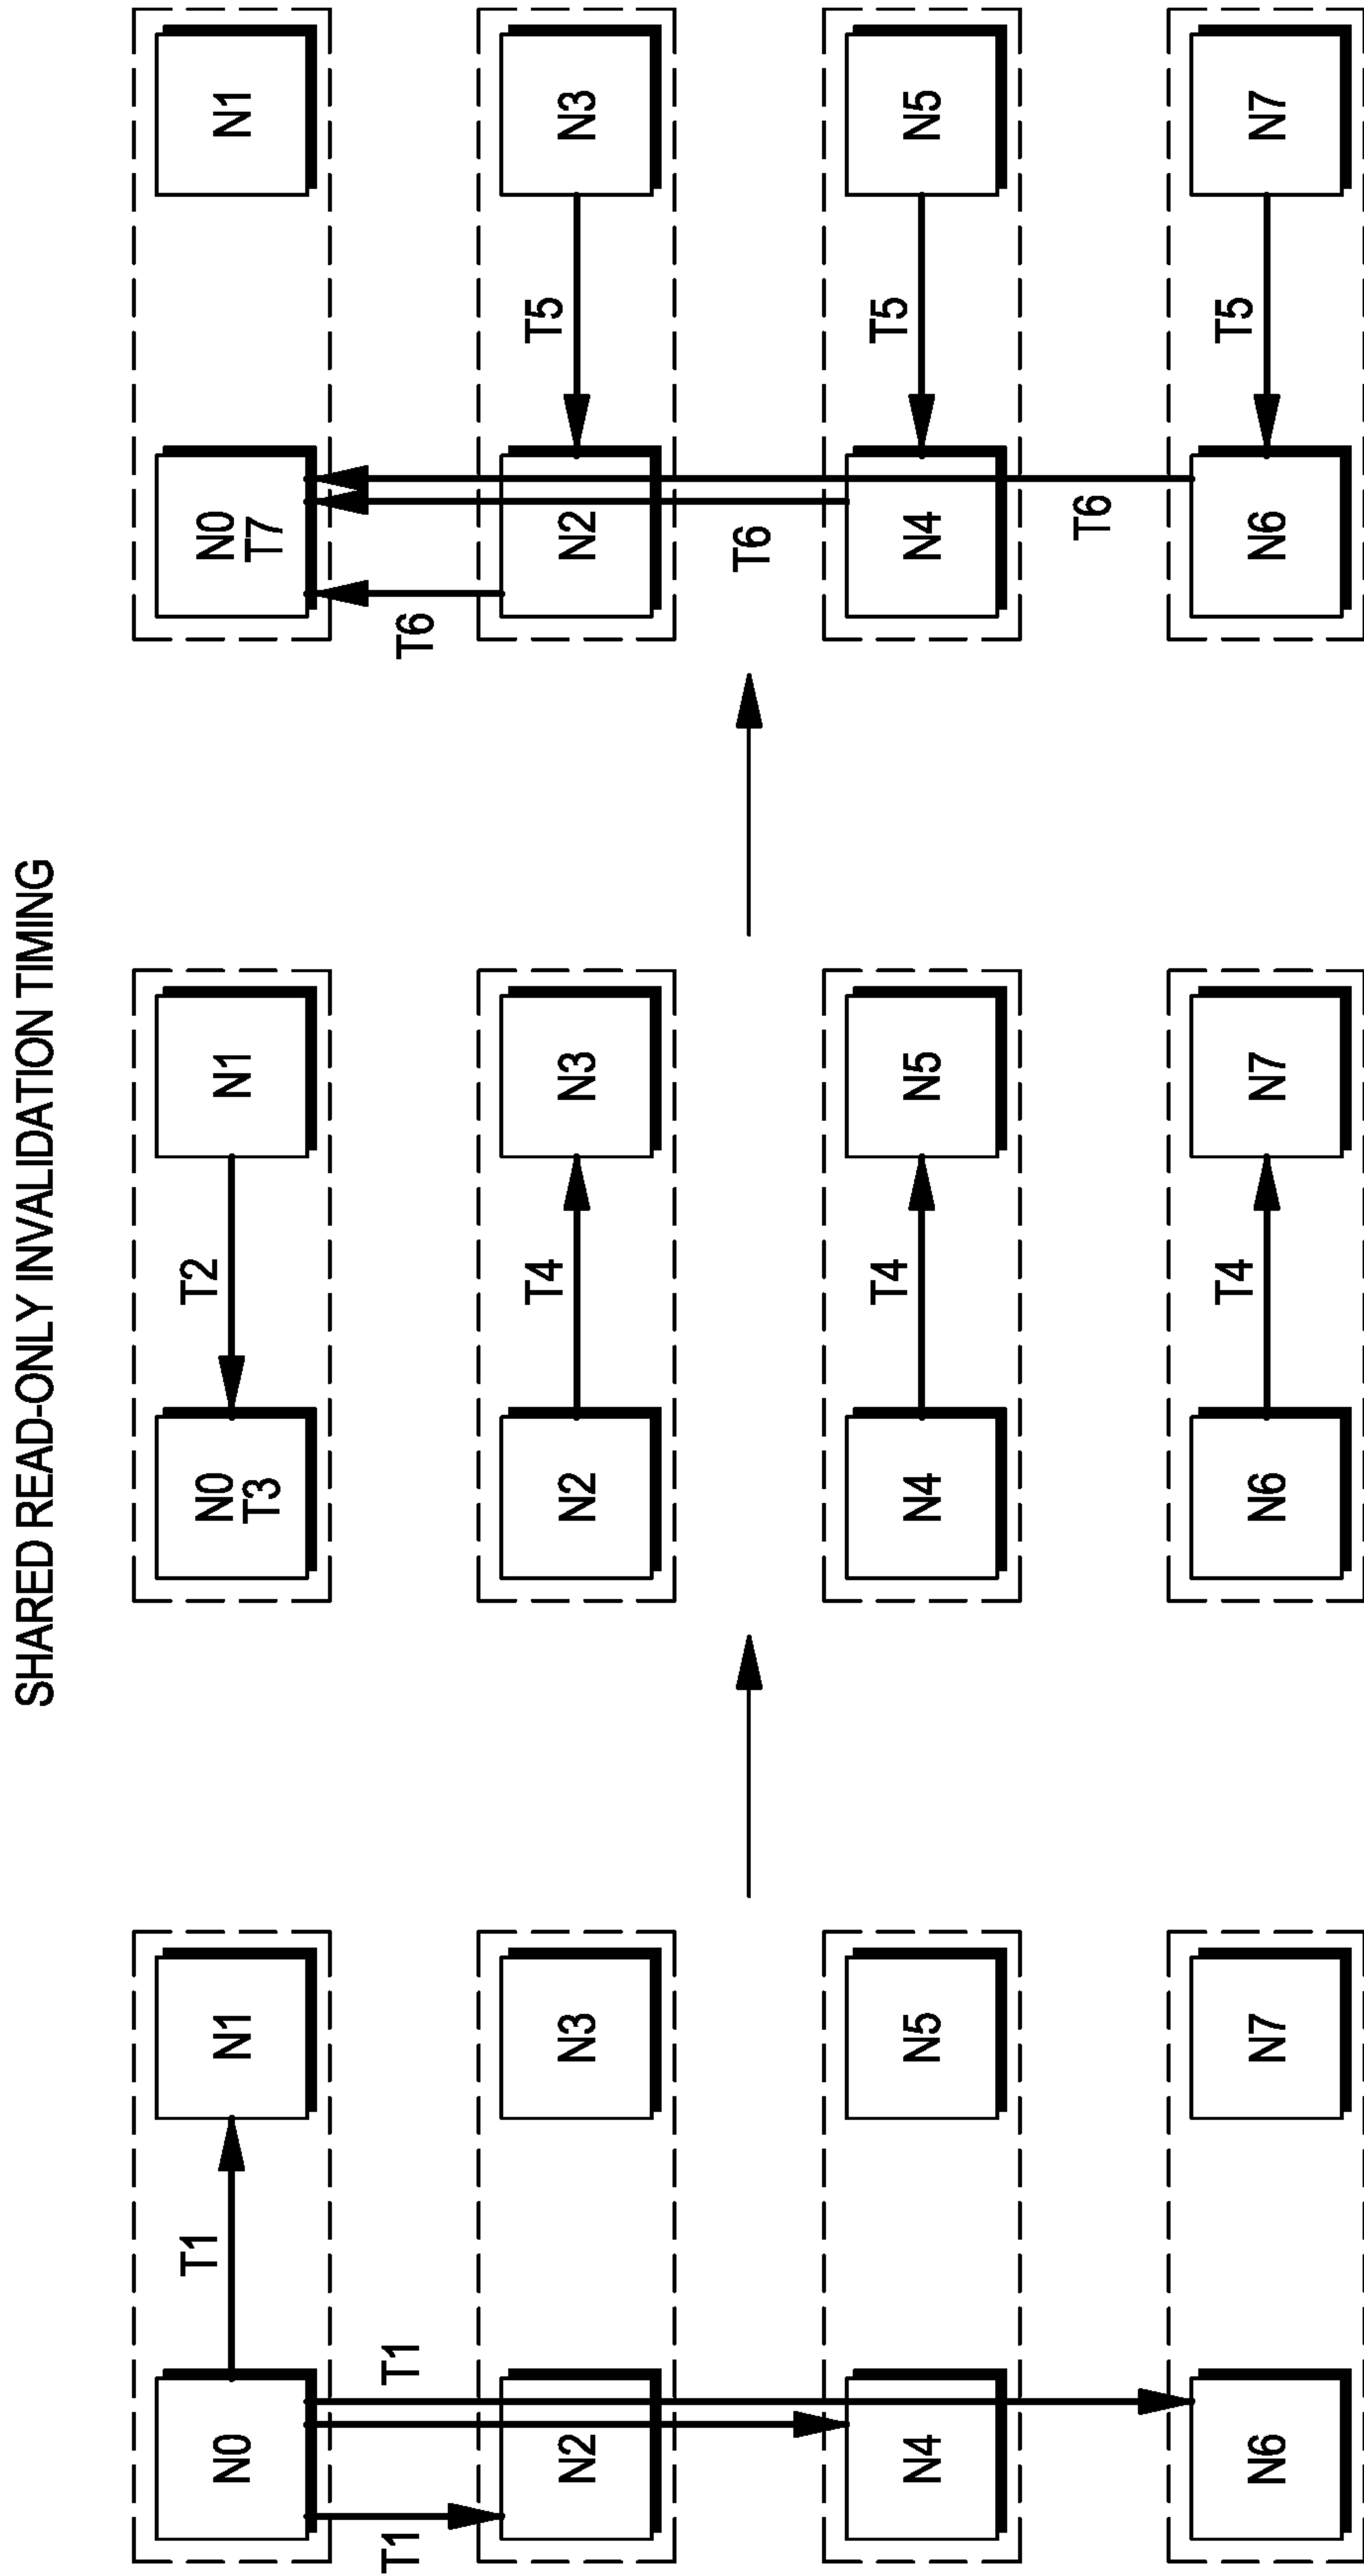 SHARED READ-ONLY INVALIDATION TIMING
T1
N0
N1
T1
T1
N2
N3
N4
N5
N6
N7
T2
N0
T3
N1
T4
N2
N3
T4
N4
N5
T4
N6
N7
N0
T7
N1
T6
T5
N2
N3
T6
T5
N4
N5
T6
T5
N6
N7